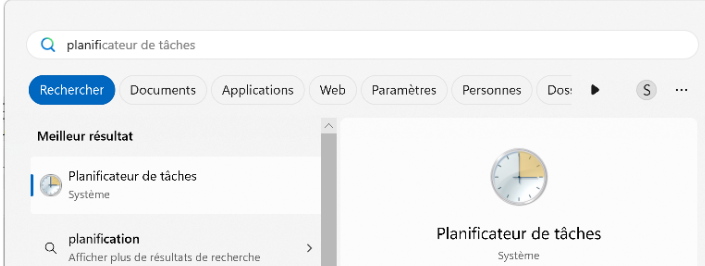 planificateur de tâches
Rechercher Documents Applications Web Paramètres Personnes Doss S ...
Meilleur résultat
Planificateur de tâches
Système
planification
Afficher plus de résultats de recherche
Planificateur de tâches
Système